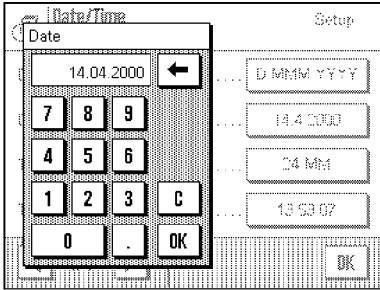 Date/Time
Setup
Date
14.04.2000
D MMM YYYY
7 8 9
14.4.2000
4 5 6
24 MM
1 2 3 C
13 53 07
0 . OK
OK